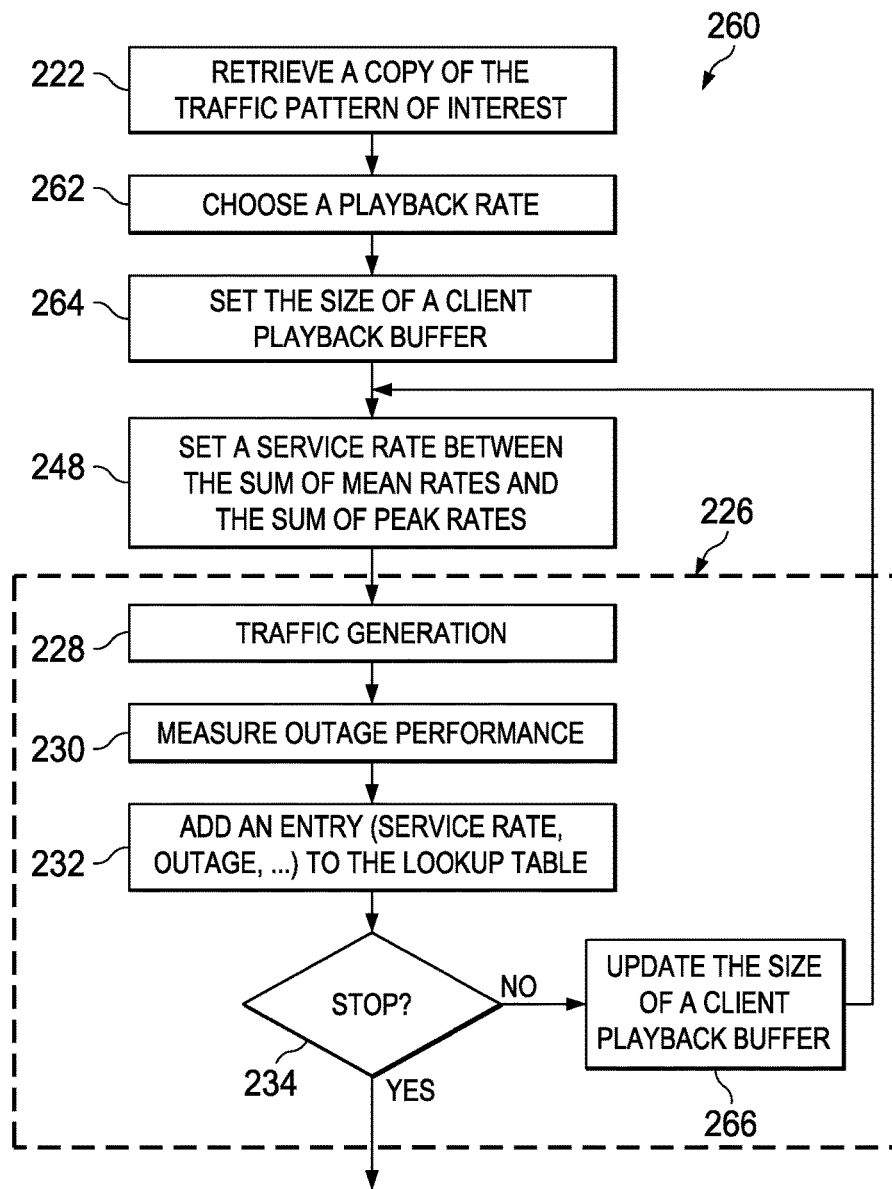 260
222
RETRIEVE A COPY OF THE
TRAFFIC PATTERN OF INTEREST
262
CHOOSE A PLAYBACK RATE
264
SET THE SIZE OF A CLIENT
PLAYBACK BUFFER
248
SET A SERVICE RATE BETWEEN
THE SUM OF MEAN RATES AND
THE SUM OF PEAK RATES
226
228
TRAFFIC GENERATION
230
MEASURE OUTAGE PERFORMANCE
232
ADD AN ENTRY (SERVICE RATE,
OUTAGE, ...) TO THE LOOKUP TABLE
STOP?
234
NO
YES
UPDATE THE SIZE
OF A CLIENT
PLAYBACK BUFFER
266